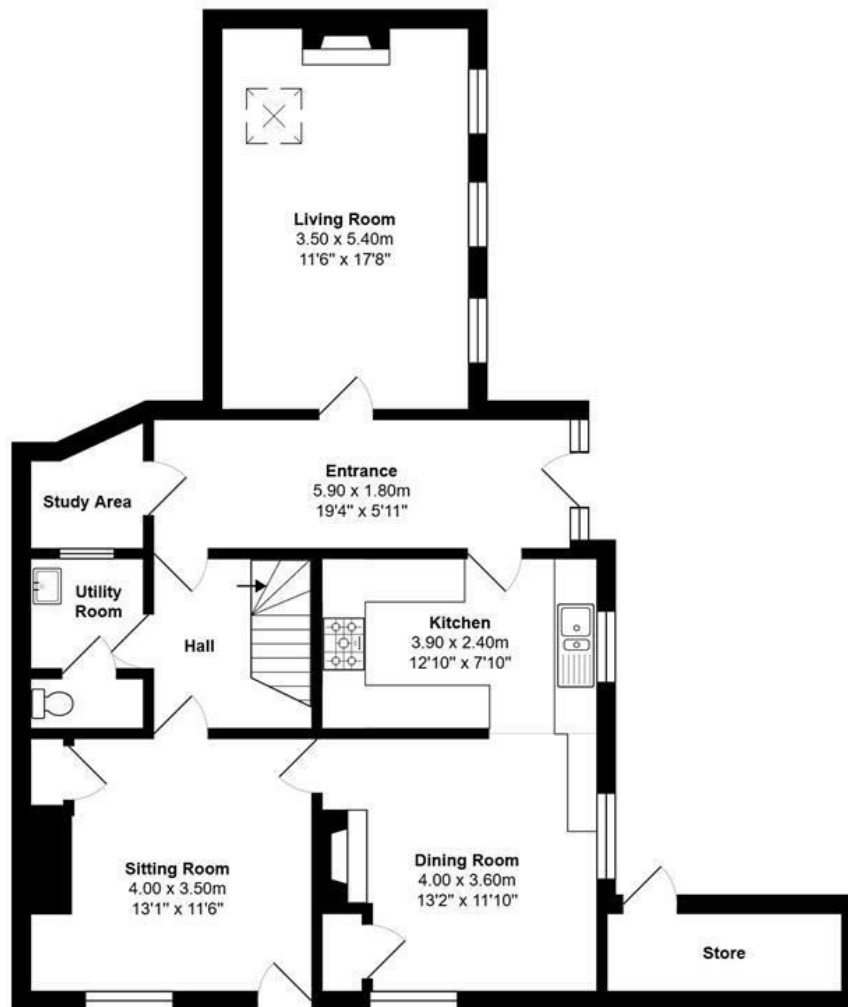 Living Room
3.50 x 5.40m
11'6" x 17'8"
Entrance
5.90 x 1.80m
19'4" x 5'11"
Study Area
Utility
Room
Hall
Kitchen
3.90 x 2.40m
12'10" x 7'10"
Sitting Room
4.00 x 3.50m
13'1" x 11'6"
Dining Room
4.00 x 3.60m
13'2" x 11'10"
Store